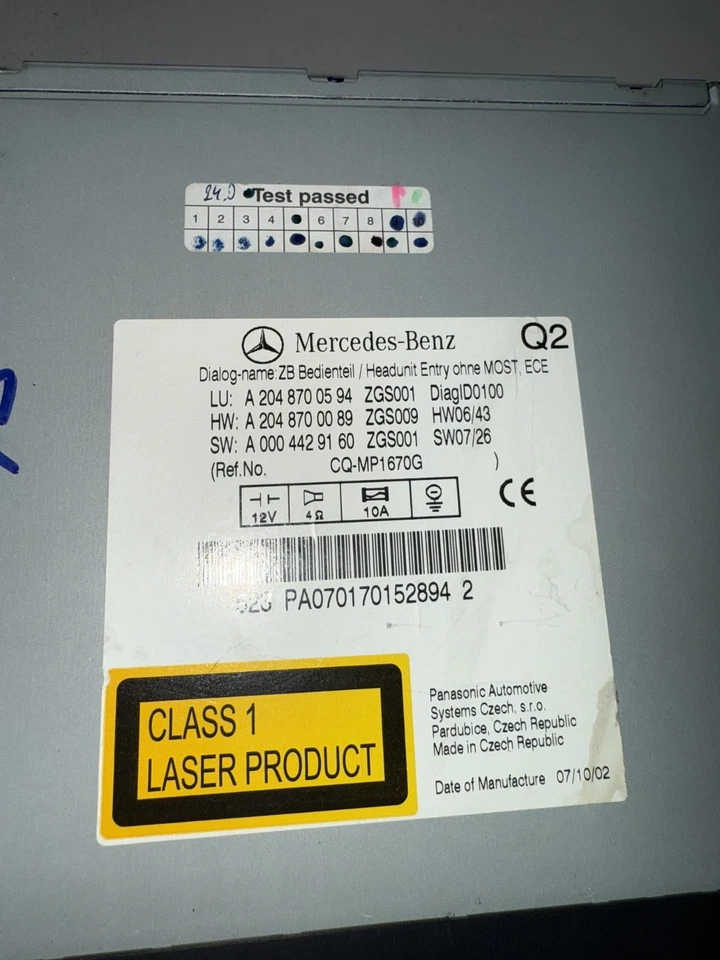 24.
Test passed
1 2 3 4 6 7 8
Mercedes-Benz Q2
Dialog-name: ZB Bedienteil / Headunit Entry ohne MOST, ECE
LU: A 204 870 05 94 ZGS001 DiagID0100
HW: A 204 870 00 89 ZGS009 HW06/43
SW: A 000 442 91 60 ZGS001 SW07/26
(Ref.No. CQ-MP1670G )
12V 4Ω 10A
CE
PA070170152894 2
CLASS 1
LASER PRODUCT
Panasonic Automotive
Systems Czech, s.r.o.
Pardubice, Czech Republic
Made in Czech Republic
Date of Manufacture 07/10/02